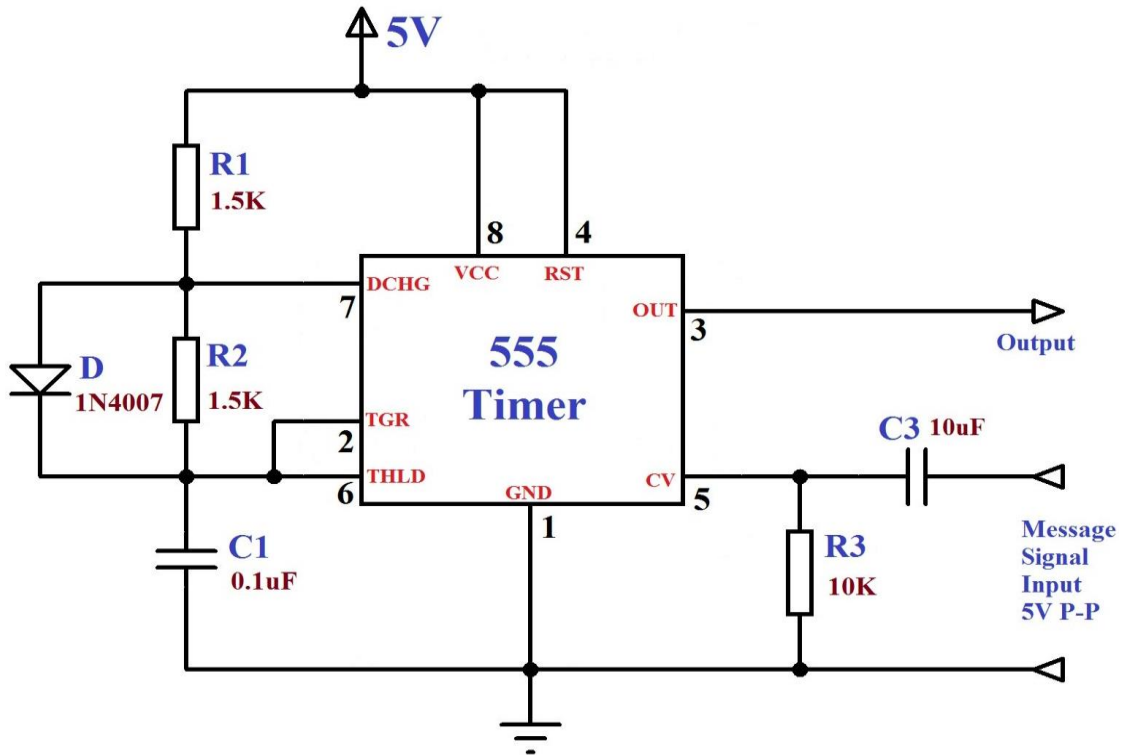 5V
R1
1.5K
8
4
DCHG
VCC
RST
7
OUT
3
Output
D
1N4007
R2
1.5K
555
Timer
TGR
2
C3 10uF
THLD
6
CV
5
GND
1
C1
0.1uF
R3
10K
Message
Signal
Input
5V P-P